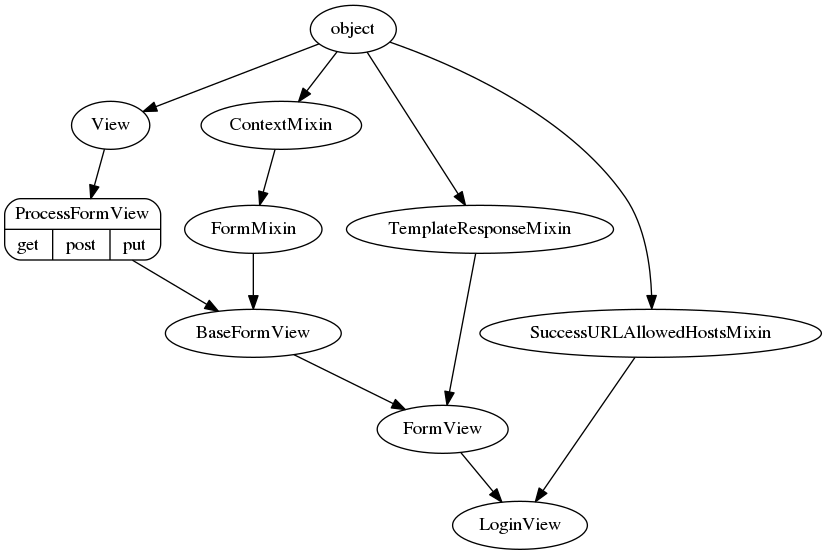 object
View
ContextMixin
ProcessFormView
get post put
FormMixin
TemplateResponseMixin
BaseFormView
SuccessURLAllowedHostsMixin
FormView
LoginView